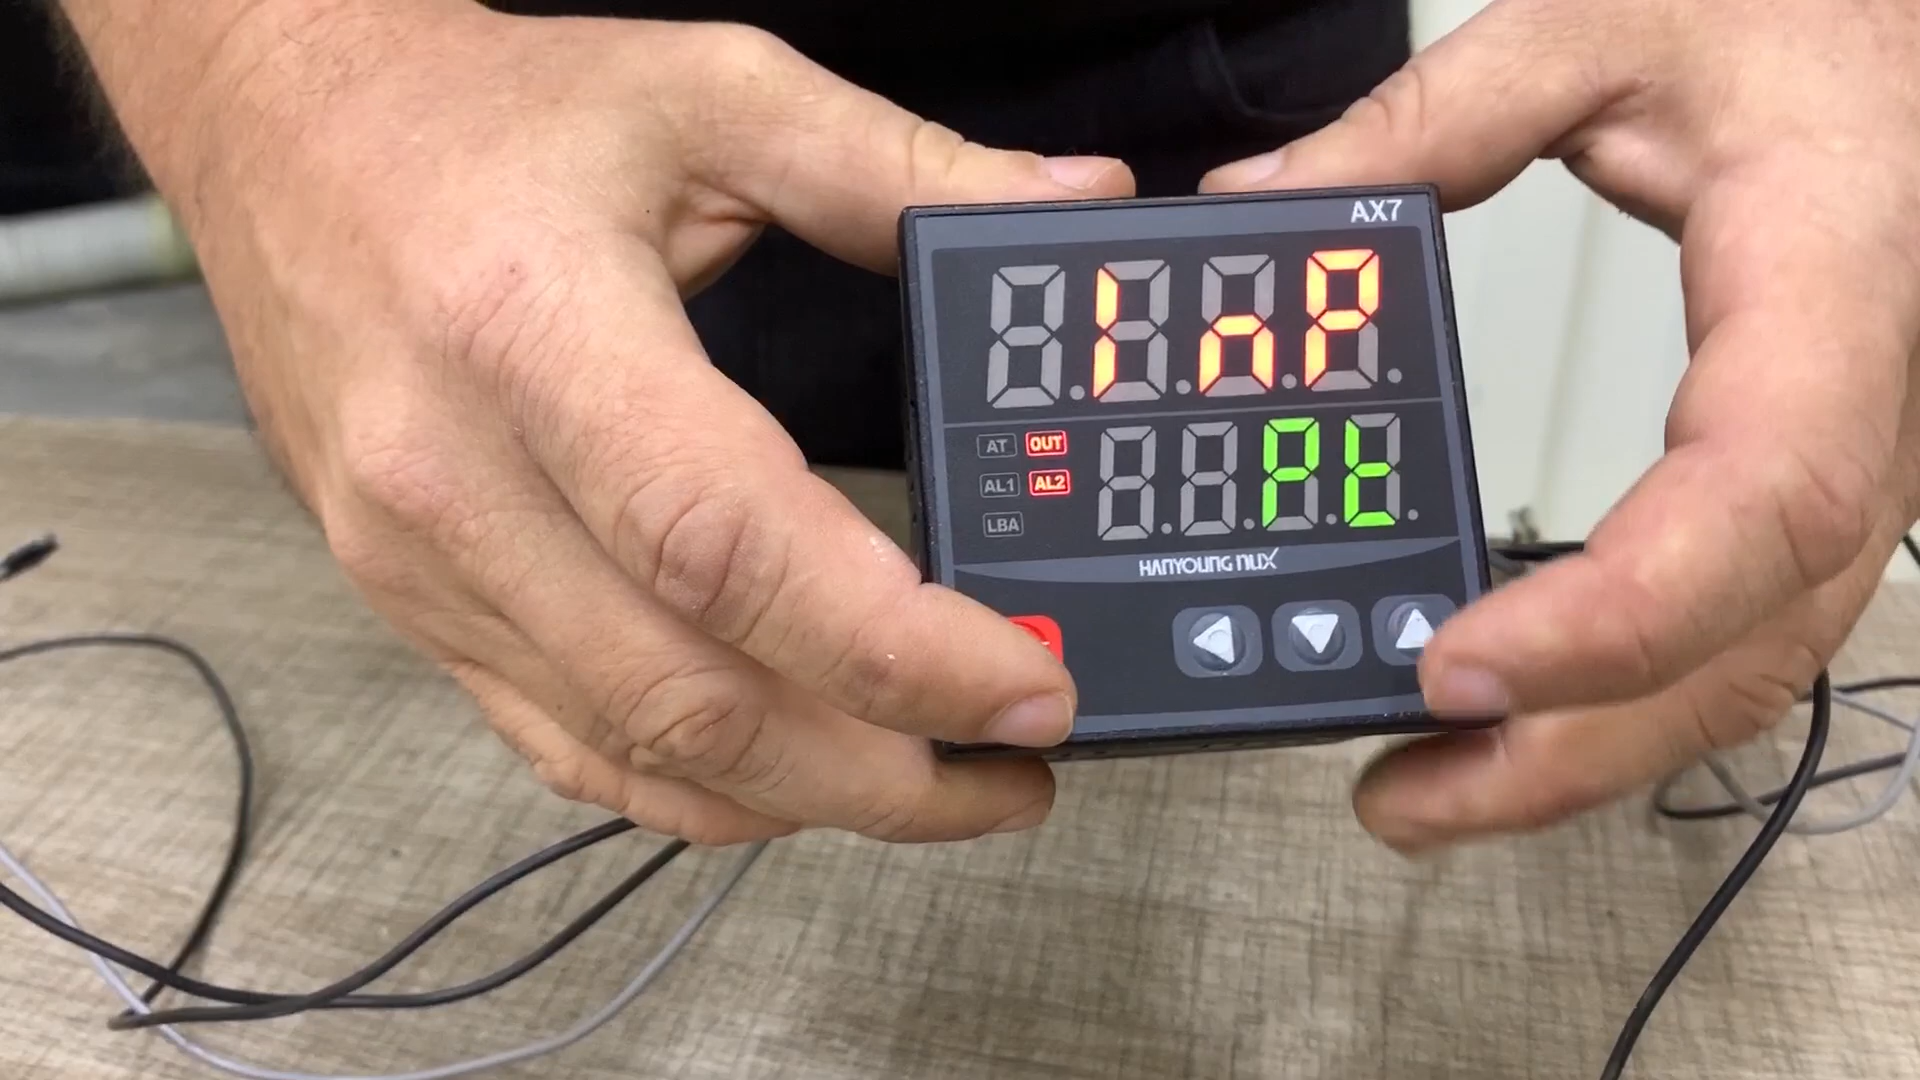 AX7
InP
AT OUT
Pt
AL1 AL2
LBA
HANYOUNG NUX